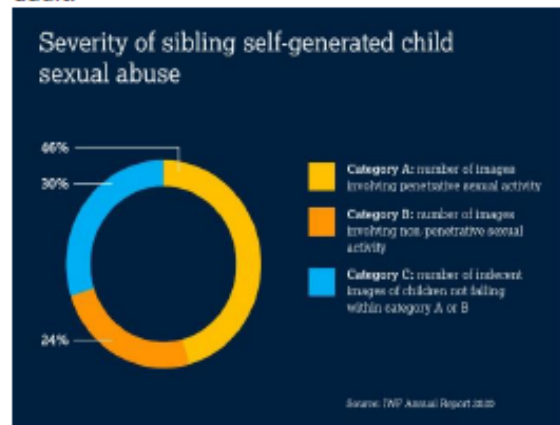 Severity of sibling self-generated child
sexual abuse
46%
30%
24%
Category A: number of images
involving penetrative sexual activity
Category B: number of images
involving non-penetrative sexual
activity
Category C: number of indecent
images of children not falling
within category A or B
Source: IWF Annual Report 2020